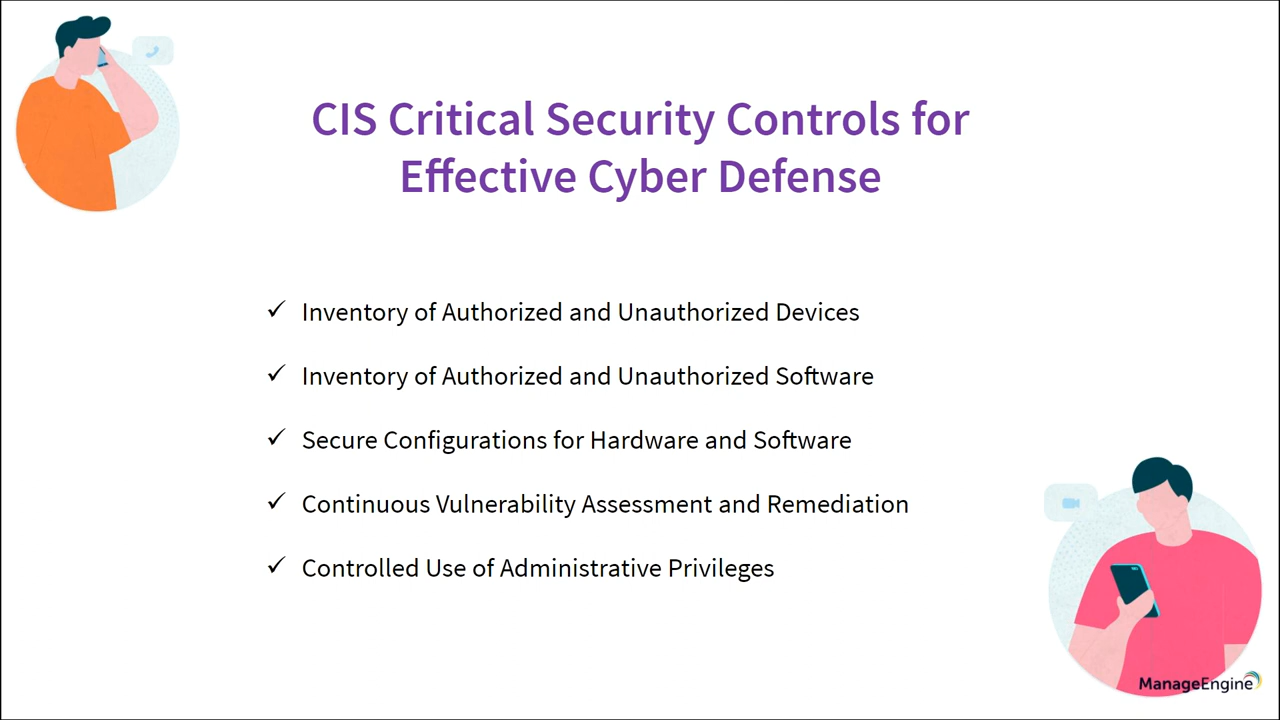 CIS Critical Security Controls for
Effective Cyber Defense
✓ Inventory of Authorized and Unauthorized Devices
✓ Inventory of Authorized and Unauthorized Software
✓ Secure Configurations for Hardware and Software
✓ Continuous Vulnerability Assessment and Remediation
✓ Controlled Use of Administrative Privileges
ManageEngine